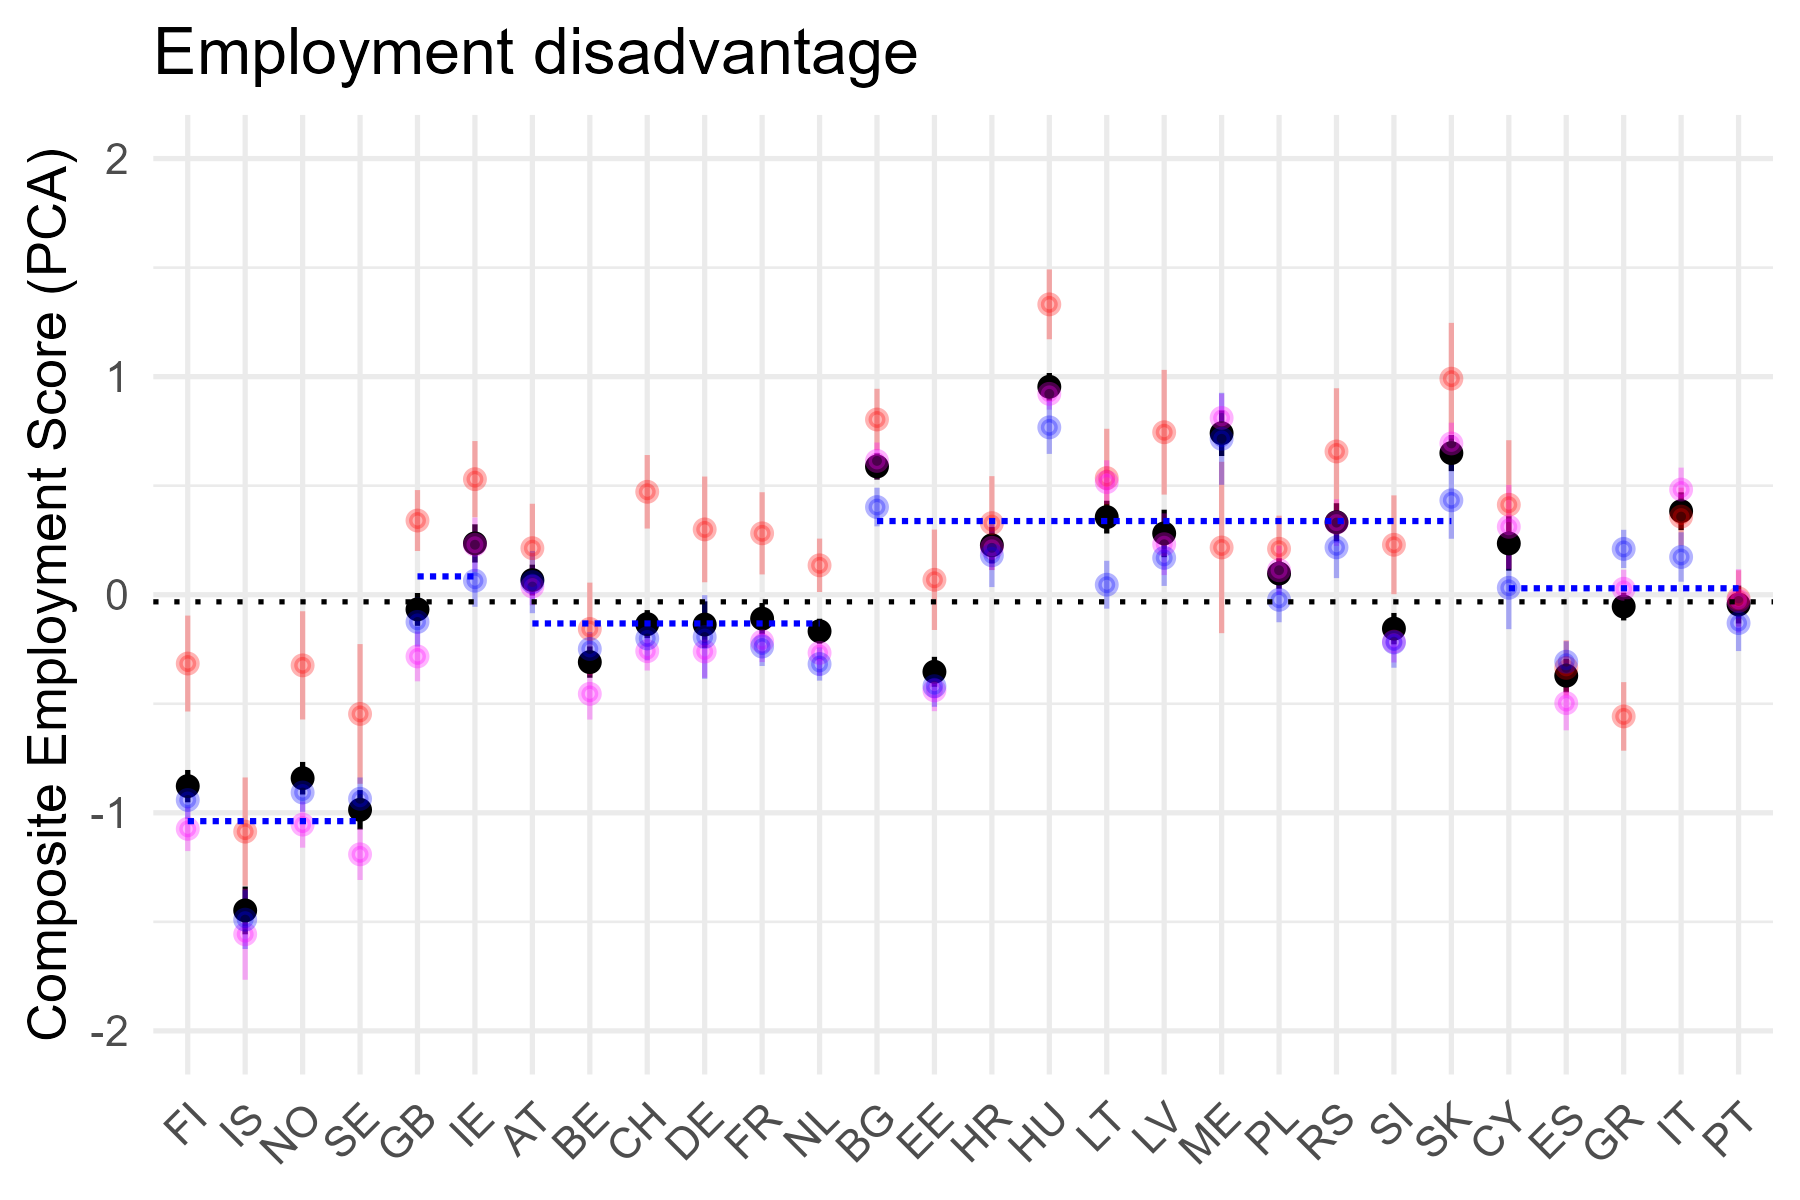 Employment disadvantage
Composite Employment Score (PCA)
2
1
0
-1
-2
FI
IS
NO
SE
GB
IE
AT
BE
CH
DE
FR
NL
BG
EE
HR
HU
LT
LV
ME
PL
RS
SI
SK
CY
ES
GR
IT
PT